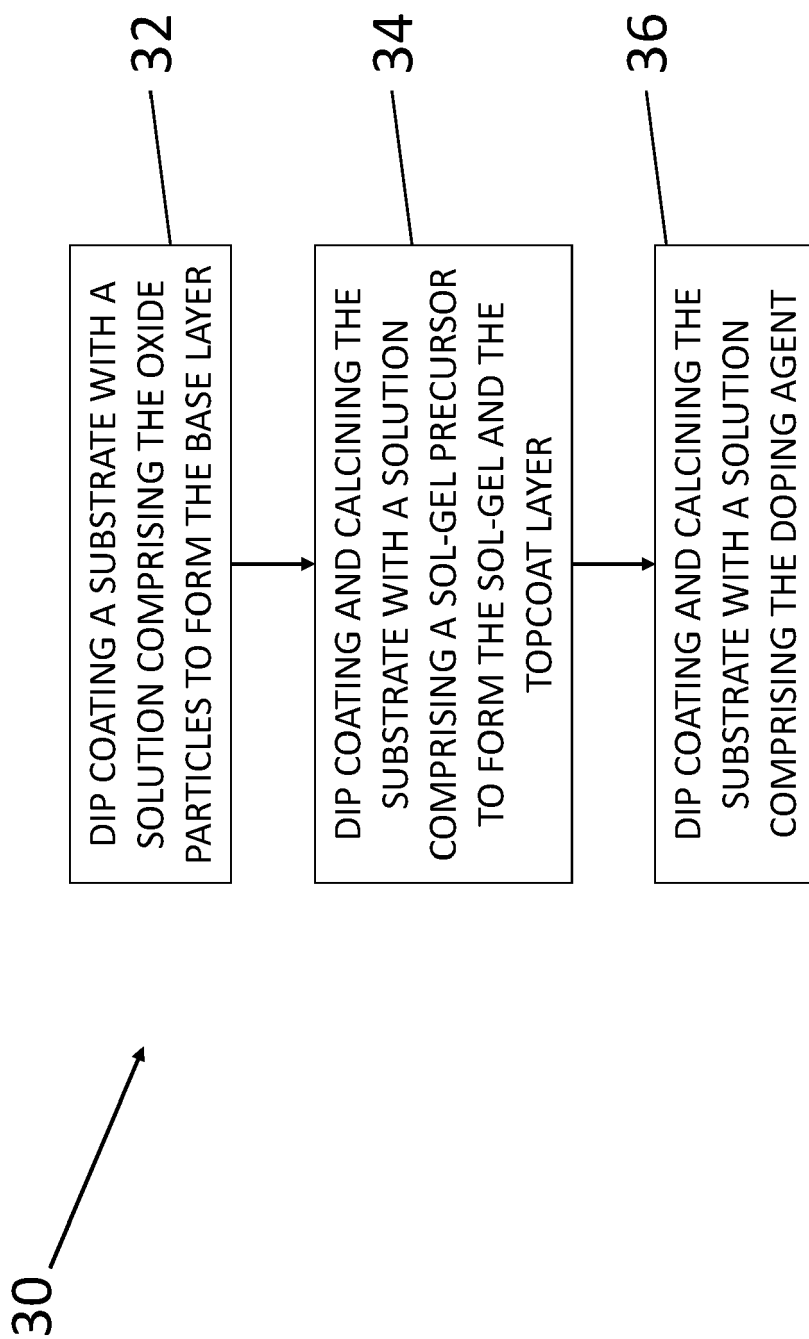 30
DIP COATING A SUBSTRATE WITH A
SOLUTION COMPRISING THE OXIDE
PARTICLES TO FORM THE BASE LAYER
32
DIP COATING AND CALCINING THE
SUBSTRATE WITH A SOLUTION
COMPRISING A SOL-GEL PRECURSOR
TO FORM THE SOL-GEL AND THE
TOPCOAT LAYER
34
DIP COATING AND CALCINING THE
SUBSTRATE WITH A SOLUTION
COMPRISING THE DOPING AGENT
36